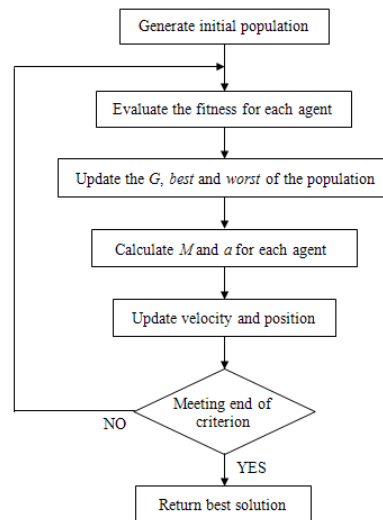 Generate initial population
Evaluate the fitness for each agent
Update the G, best and worst of the population
Calculate M and a for each agent
Update velocity and position
Meeting end of
criterion
NO
YES
Return best solution